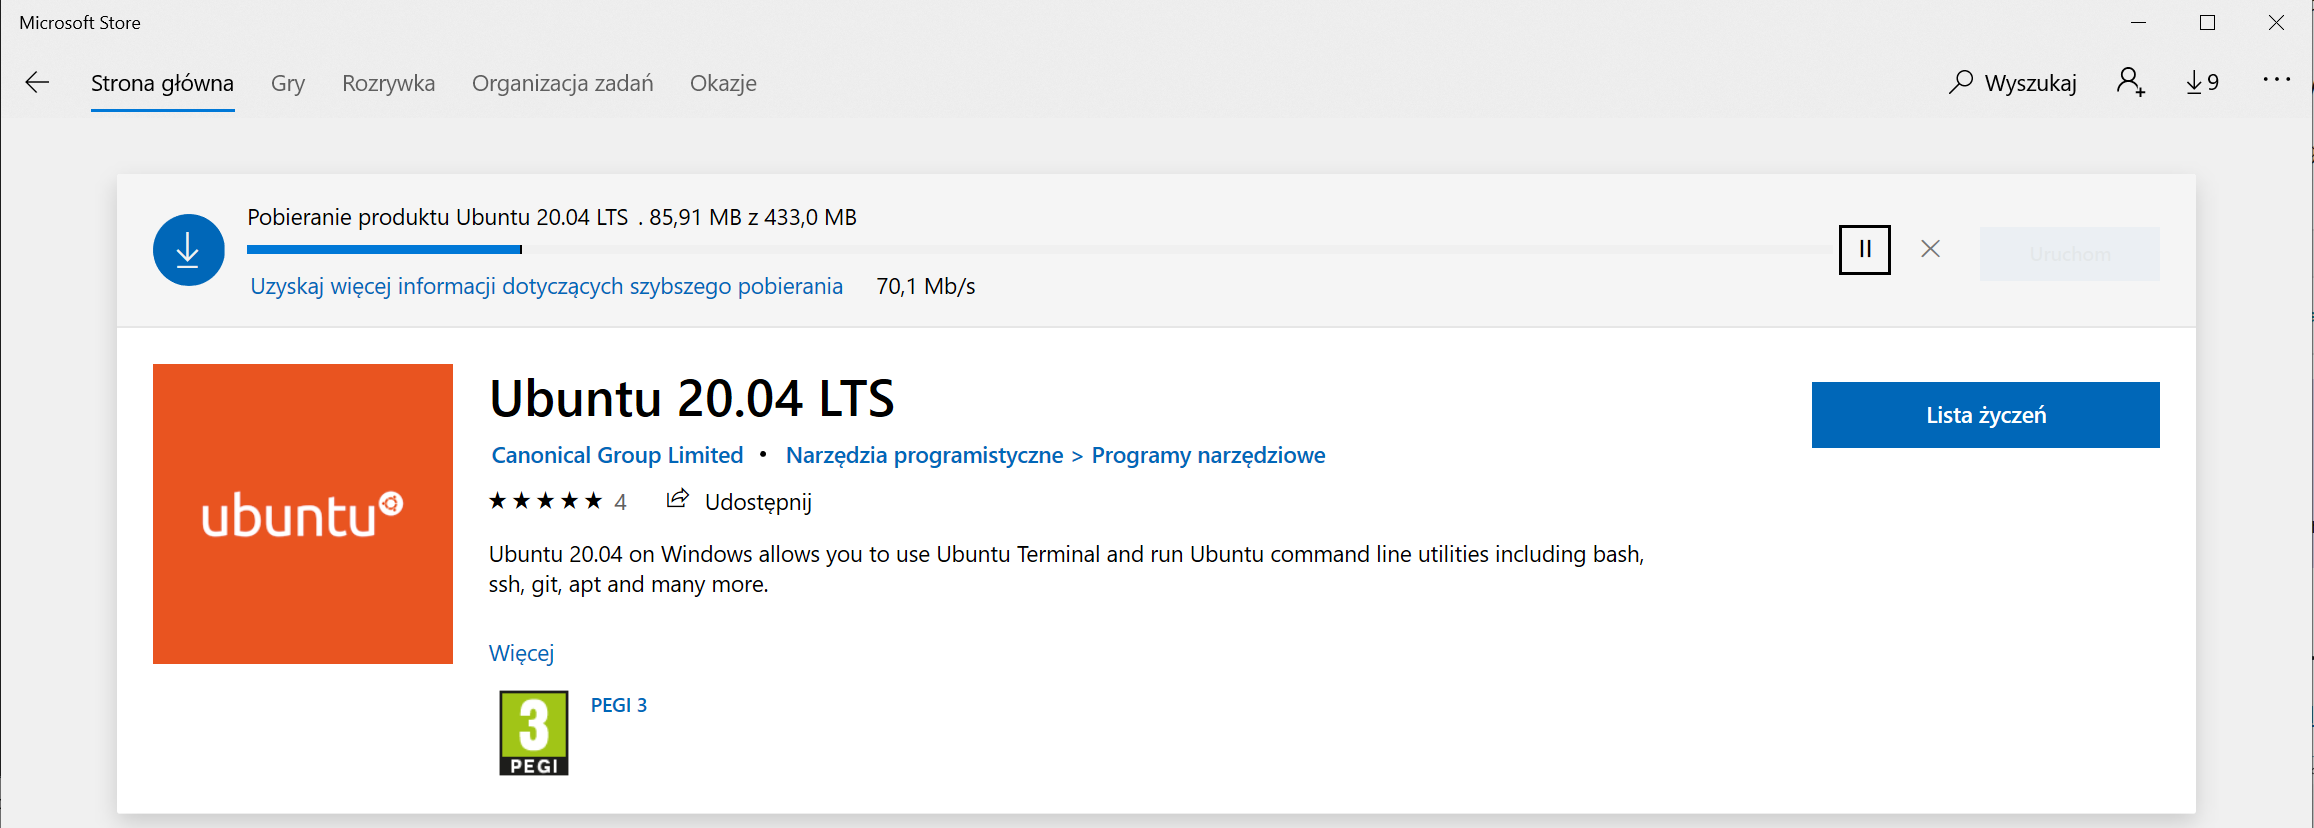 Microsoft Store
Strona główna Gry Rozrywka Organizacja zadań Okazje Wyszukaj 9
Pobieranie produktu Ubuntu 20.04 LTS . 85,91 MB z 433,0 MB
Uruchom
Uzyskaj więcej informacji dotyczących szybszego pobierania 70,1 Mb/s
ubuntu
Ubuntu 20.04 LTS
Lista życzeń
Canonical Group Limited • Narzędzia programistyczne > Programy narzędziowe
★★★★★ 4 Udostępnij
Ubuntu 20.04 on Windows allows you to use Ubuntu Terminal and run Ubuntu command line utilities including bash,
ssh, git, apt and many more.
Więcej
3
PEGI
PEGI 3